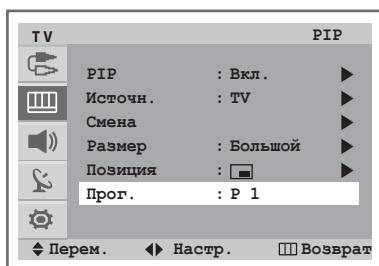 TV PIP
PIP : Вкл.
Источн. : TV
Смена
Размер : Большой
Позиция :
Прог. : P 1
Перем. Настр. Возврат